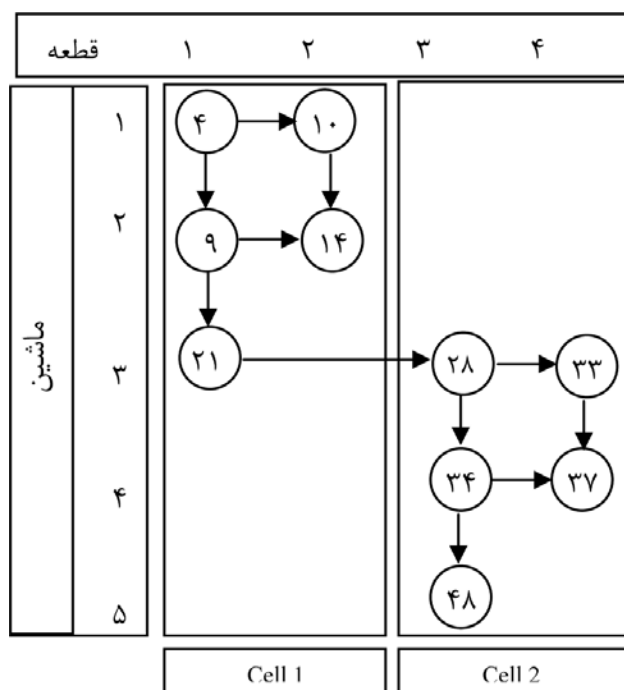 قطعه ۱ ۲ ۳ ۴
ماشین
۱ ۴ ۱۰
۲ ۹ ۱۴
۳ ۲۱ ۲۸ ۳۳
۴ ۳۴ ۳۷
۵ ۴۸
Cell 1 Cell 2